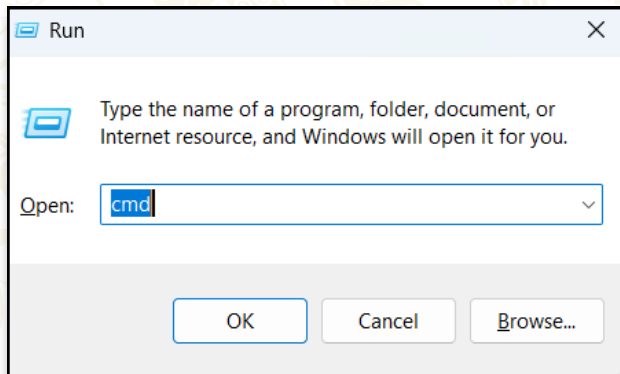 Run
Type the name of a program, folder, document, or
Internet resource, and Windows will open it for you.
Open: cmd
OK Cancel Browse...